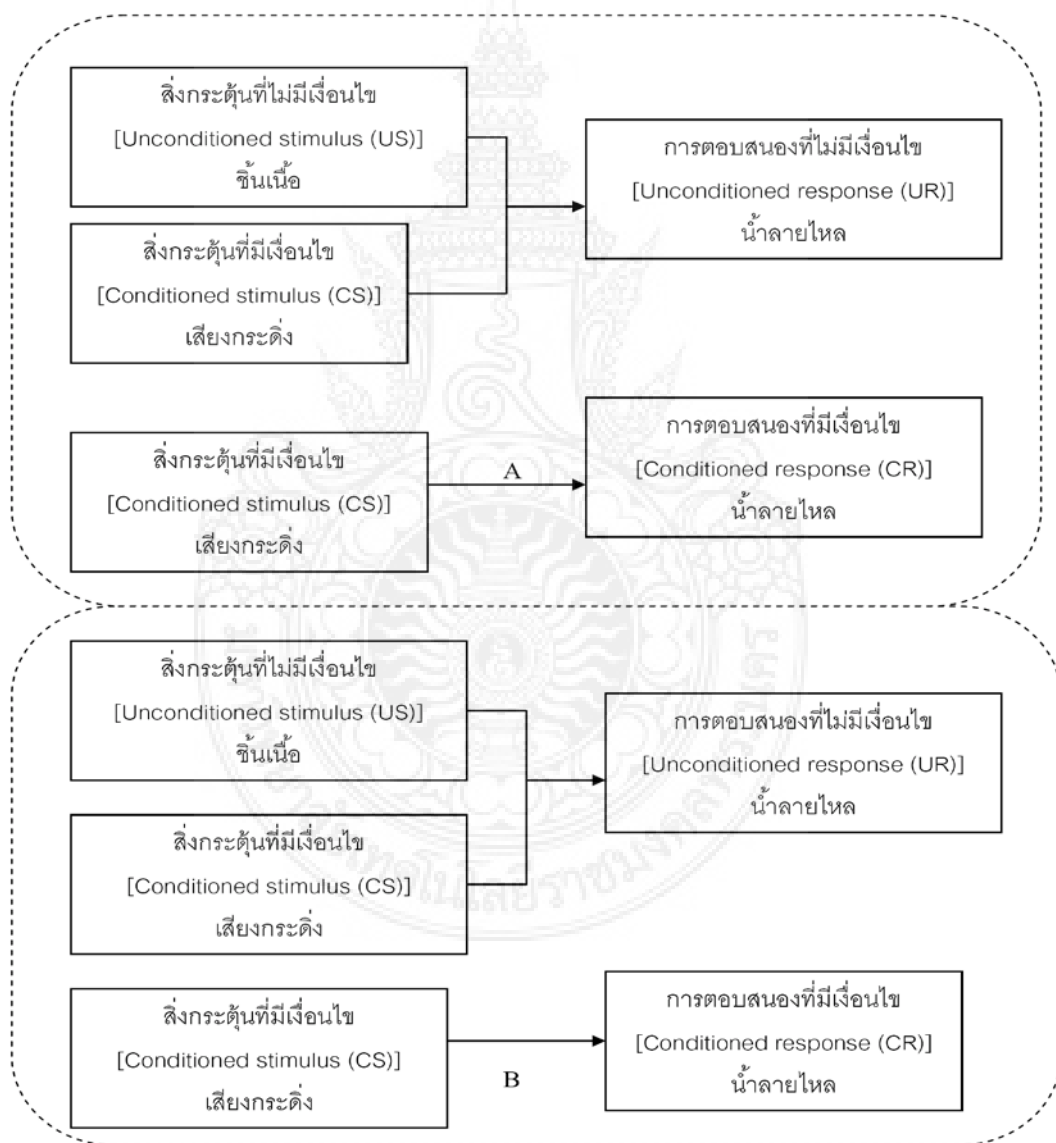 สิ่งกระตุ้นที่ไม่มีเงื่อนไข
[Unconditioned stimulus (US)]
ชิ้นเนื้อ
การตอบสนองที่ไม่มีเงื่อนไข
[Unconditioned response (UR)]
น้ำลายไหล
สิ่งกระตุ้นที่มีเงื่อนไข
[Conditioned stimulus (CS)]
เสียงกระดิ่ง
สิ่งกระตุ้นที่มีเงื่อนไข
[Conditioned stimulus (CS)]
เสียงกระดิ่ง
A
การตอบสนองที่มีเงื่อนไข
[Conditioned response (CR)]
น้ำลายไหล
สิ่งกระตุ้นที่ไม่มีเงื่อนไข
[Unconditioned stimulus (US)]
ชิ้นเนื้อ
การตอบสนองที่ไม่มีเงื่อนไข
[Unconditioned response (UR)]
น้ำลายไหล
สิ่งกระตุ้นที่มีเงื่อนไข
[Conditioned stimulus (CS)]
เสียงกระดิ่ง
สิ่งกระตุ้นที่มีเงื่อนไข
[Conditioned stimulus (CS)]
เสียงกระดิ่ง
B
การตอบสนองที่มีเงื่อนไข
[Conditioned response (CR)]
น้ำลายไหล